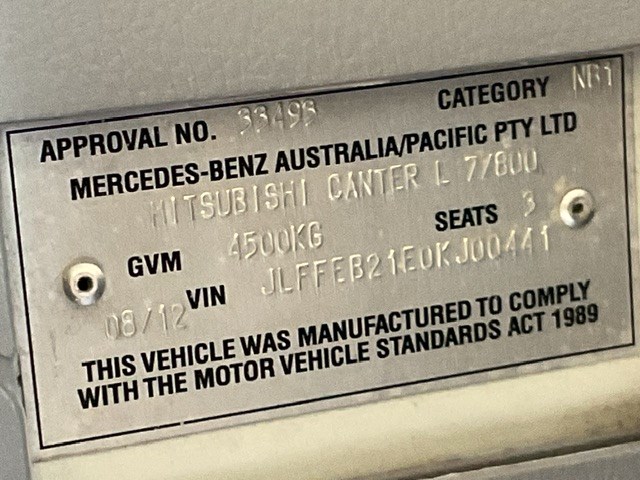 APPROVAL NO. 33493 CATEGORY NB1
MERCEDES-BENZ AUSTRALIA/PACIFIC PTY LTD
MITSUBISHI CANTER L 7/800
GVM 4500KG SEATS 3
08/12 VIN JLFFEB21E0KJ00441
THIS VEHICLE WAS MANUFACTURED TO COMPLY
WITH THE MOTOR VEHICLE STANDARDS ACT 1989